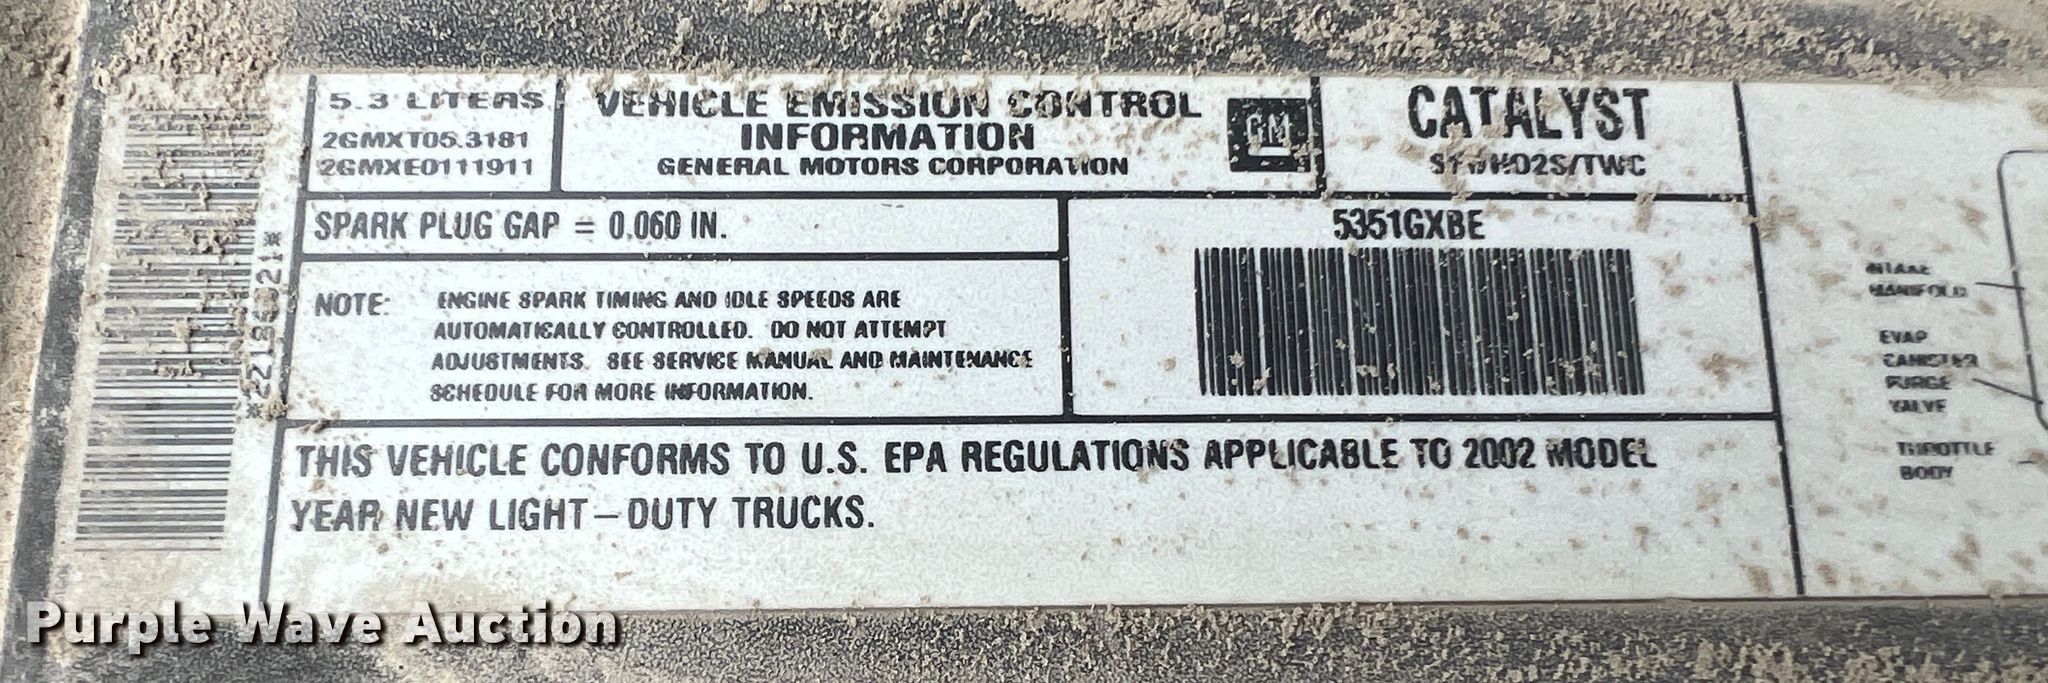 5.3 LITERS
2GMXT05.3181
2GMXE0111911
VEHICLE EMISSION CONTROL
INFORMATION
GENERAL MOTORS CORPORATION
GM
CATALYST
SPARK PLUG GAP = 0.060 IN.
5351GXBE
NOTE: ENGINE SPARK TIMING AND IDLE SPEEDS ARE
AUTOMATICALLY CONTROLLED. DO NOT ATTEMPT
ADJUSTMENTS. SEE SERVICE MANUAL AND MAINTENANCE
SCHEDULE FOR MORE INFORMATION.
THIS VEHICLE CONFORMS TO U.S. EPA REGULATIONS APPLICABLE TO 2002 MODEL
YEAR NEW LIGHT-DUTY TRUCKS.
INTAKE
MANIFOLD
EVAP
CANISTER
PURGE
VALVE
THROTTLE
BODY
Purple Wave Auction